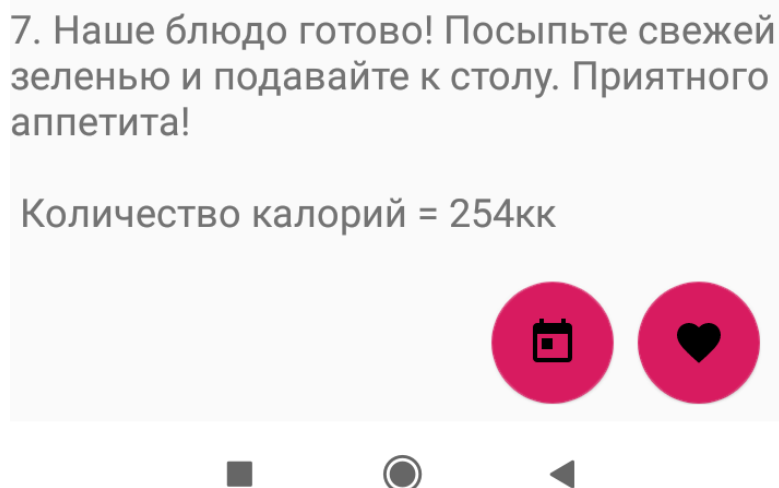 7. Наше блюдо готово! Посыпьте свежей
зеленью и подавайте к столу. Приятного
аппетита!
Количество калорий = 254кк